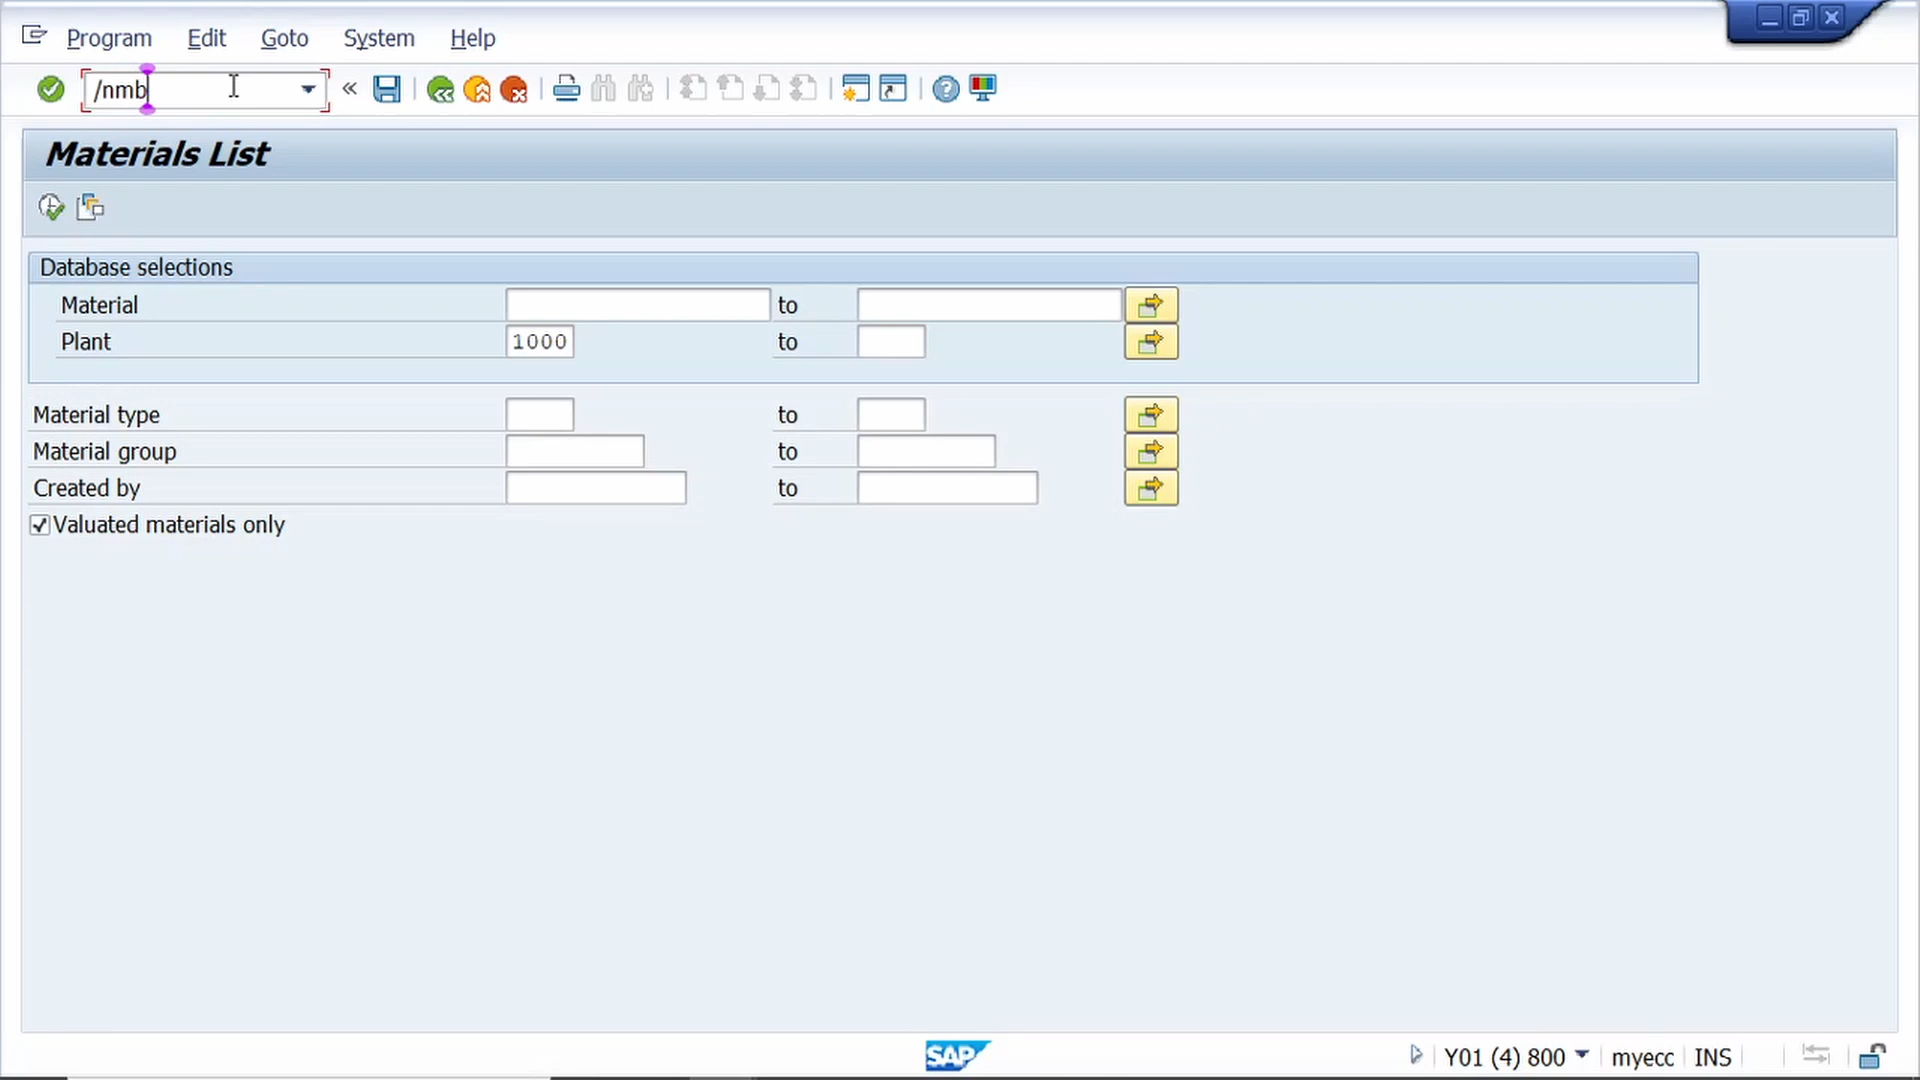 Program Edit Goto System Help
/nmb
Materials List
Database selections
Material to
Plant 1000 to
Material type to
Material group to
Created by to
Valuated materials only
SAP Y01 (4) 800 myecc INS